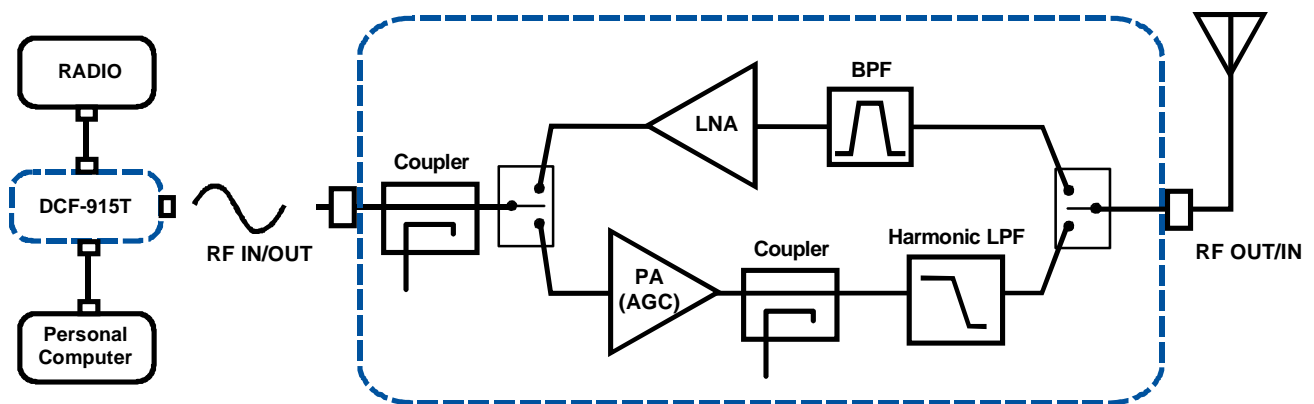 RADIO
DCF-915T
Personal
Computer
RF IN/OUT
Coupler
LNA
BPF
PA
(AGC)
Coupler
Harmonic LPF
RF OUT/IN